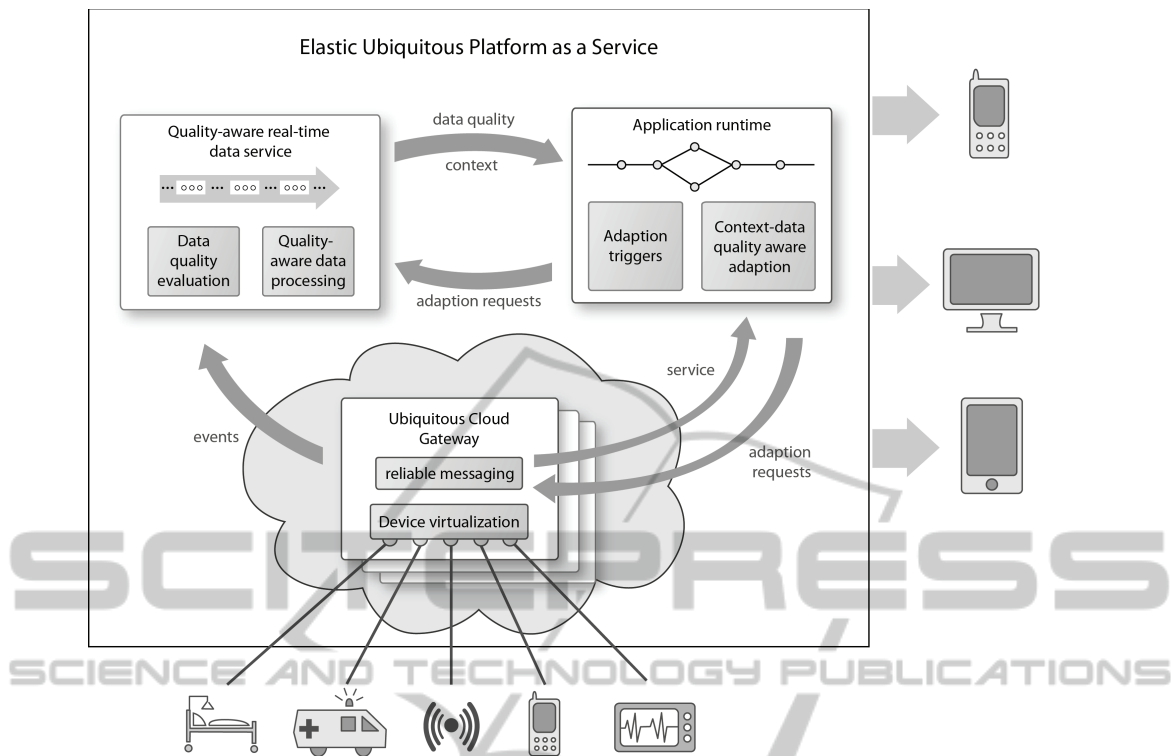 Elastic Ubiquitous Platform as a Service
Quality-aware real-time
data service
Data
quality
evaluation
Quality-
aware data
processing
data quality
context
adaption requests
Application runtime
Adaption
triggers
Context-data
quality aware
adaption
events
service
adaption
requests
Ubiquitous Cloud
Gateway
reliable messaging
Device virtualization
SCITEPRESS
SCIENCE AND TECHNOLOGY PUBLICATIONS